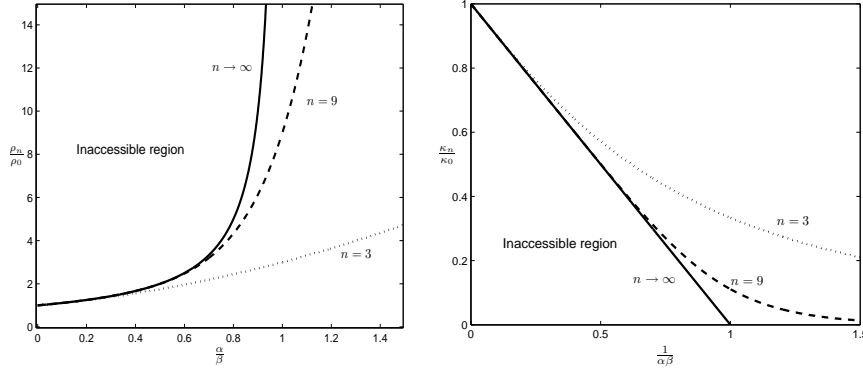 14
12
10
8
6
4
2
0
ρₙ/ρ₀
n → ∞
n = 9
Inaccessible region
n = 3
0 0.2 0.4 0.6 0.8 1 1.2 1.4
α/β
1
0.8
0.6
0.4
0.2
0
κₙ/κ₀
n = 3
Inaccessible region
n → ∞
n = 9
0 0.5 1 1.5
1/αβ